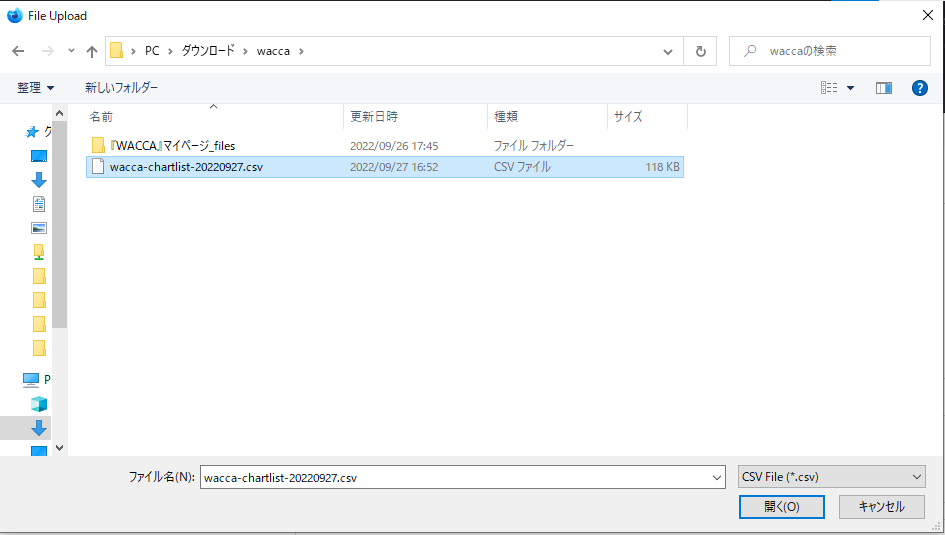 File Upload
PC › ダウンロード › wacca ›
waccaの検索
整理
新しいフォルダー
名前 更新日時 種類 サイズ
『WACCA』マイページ_files 2022/09/26 17:45 ファイル フォルダー
wacca-chartlist-20220927.csv 2022/09/27 16:52 CSV ファイル 118 KB
ク
P
ファイル名(N): wacca-chartlist-20220927.csv CSV File (*.csv)
開く(O) キャンセル